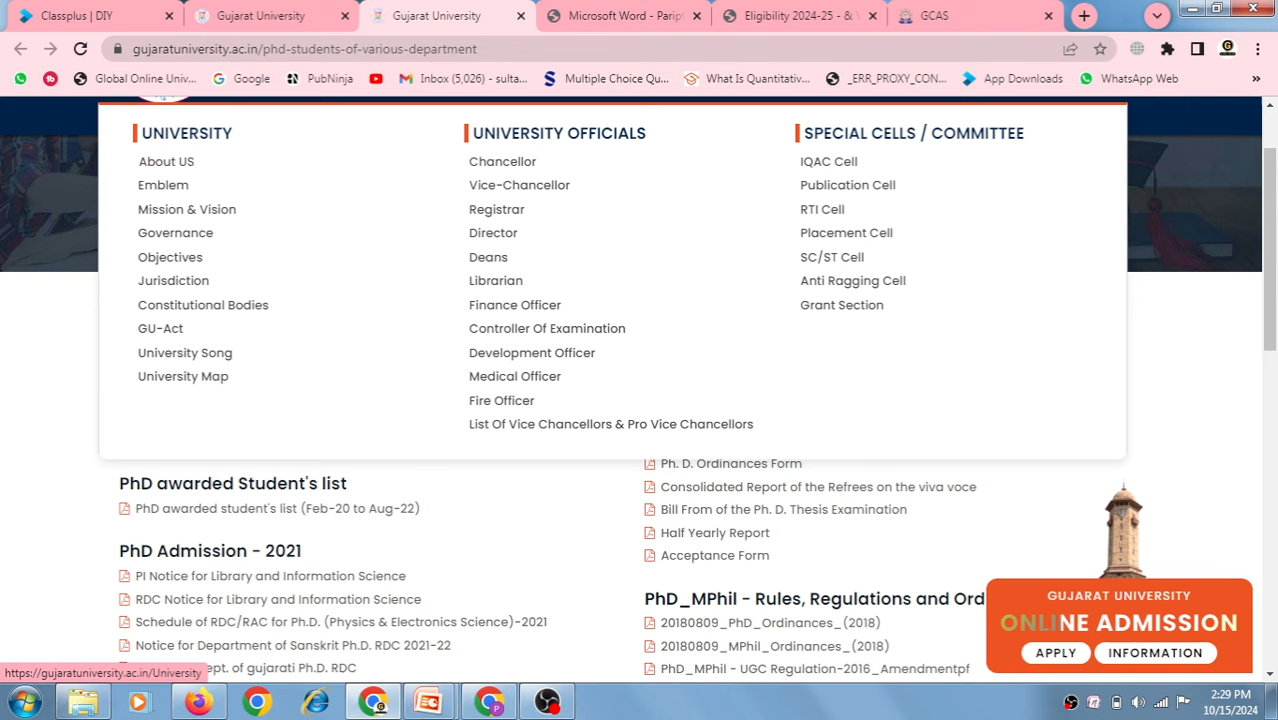 Classplus | DIY
Gujarat University
Gujarat University
Microsoft Word - Parip
Eligibility 2024-25 - &
GCAS
gujaratuniversity.ac.in/phd-students-of-various-department
Global Online Univ...
Google
PubNinja
Inbox (5,026) - sulta...
Multiple Choice Qu...
What Is Quantitativ...
_ERR_PROXY_CON...
App Downloads
WhatsApp Web
»
UNIVERSITY
About US
Emblem
Mission & Vision
Governance
Objectives
Jurisdiction
Constitutional Bodies
GU-Act
University Song
University Map
UNIVERSITY OFFICIALS
Chancellor
Vice-Chancellor
Registrar
Director
Deans
Librarian
Finance Officer
Controller Of Examination
Development Officer
Medical Officer
Fire Officer
List Of Vice Chancellors & Pro Vice Chancellors
SPECIAL CELLS / COMMITTEE
IQAC Cell
Publication Cell
RTI Cell
Placement Cell
SC/ST Cell
Anti Ragging Cell
Grant Section
PhD awarded Student's list
PhD awarded student's list (Feb-20 to Aug-22)
PhD Admission - 2021
PI Notice for Library and Information Science
RDC Notice for Library and Information Science
Schedule of RDC/RAC for Ph.D. (Physics & Electronics Science)-2021
Notice for Department of Sanskrit Ph.D. RDC 2021-22
ept. of gujarati Ph.D. RDC
Ph. D. Ordinances Form
Consolidated Report of the Refrees on the viva voce
Bill From of the Ph. D. Thesis Examination
Half Yearly Report
Acceptance Form
PhD_MPhil - Rules, Regulations and Ord
20180809_PhD_Ordinances_(2018)
20180809_MPhil_Ordinances_(2018)
PhD_MPhil - UGC Regulation-2016_Amendmentpf
GUJARAT UNIVERSITY
ONLINE ADMISSION
APPLY
INFORMATION
https://gujaratuniversity.ac.in/University
2:29 PM
10/15/2024